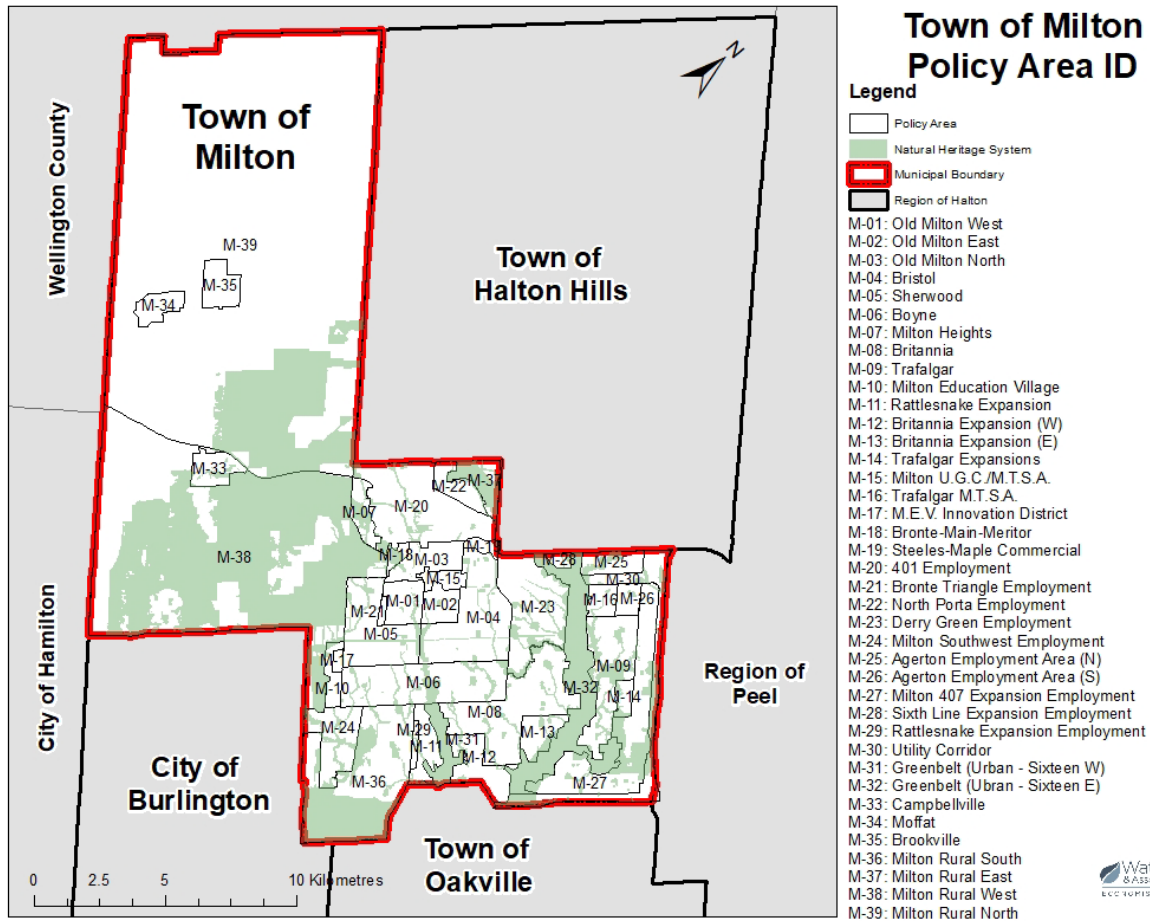 Town of Milton
Policy Area ID
Legend
Policy Area
Natural Heritage System
Municipal Boundary
Region of Halton
M-01: Old Milton West
M-02: Old Milton East
M-03: Old Milton North
M-04: Bristol
M-05: Sherwood
M-06: Boyne
M-07: Milton Heights
M-08: Britannia
M-09: Trafalgar
M-10: Milton Education Village
M-11: Rattlesnake Expansion
M-12: Britannia Expansion (W)
M-13: Britannia Expansion (E)
M-14: Trafalgar Expansions
M-15: Milton U.G.C./M.T.S.A.
M-16: Trafalgar M.T.S.A.
M-17: M.E.V. Innovation District
M-18: Bronte-Main-Meritor
M-19: Steeles-Maple Commercial
M-20: 401 Employment
M-21: Bronte Triangle Employment
M-22: North Porta Employment
M-23: Derry Green Employment
M-24: Milton Southwest Employment
M-25: Agerton Employment Area (N)
M-26: Agerton Employment Area (S)
M-27: Milton 407 Expansion Employment
M-28: Sixth Line Expansion Employment
M-29: Rattlesnake Expansion Employment
M-30: Utility Corridor
M-31: Greenbelt (Urban - Sixteen W)
M-32: Greenbelt (Ubran - Sixteen E)
M-33: Campbellville
M-34: Moffat
M-35: Brookville
M-36: Milton Rural South
M-37: Milton Rural East
M-38: Milton Rural West
M-39: Milton Rural North
N
Town of
Milton
Wellington County
M-39
M-35
M-34
Town of
Halton Hills
M-33
M-37
M-22
M-20
M-07
M-38
M-18
M-03
M-19
M-28
M-25
M-15
M-30
M-21
M-01
M-02
M-04
M-23
M-16
M-26
M-05
M-17
M-09
M-10
M-06
M-32
M-14
M-08
M-24
M-29
M-11
M-31
M-12
M-13
M-36
M-27
City of Hamilton
Region of
Peel
City of
Burlington
Town of
Oakville
0 2.5 5 10 Kilometres